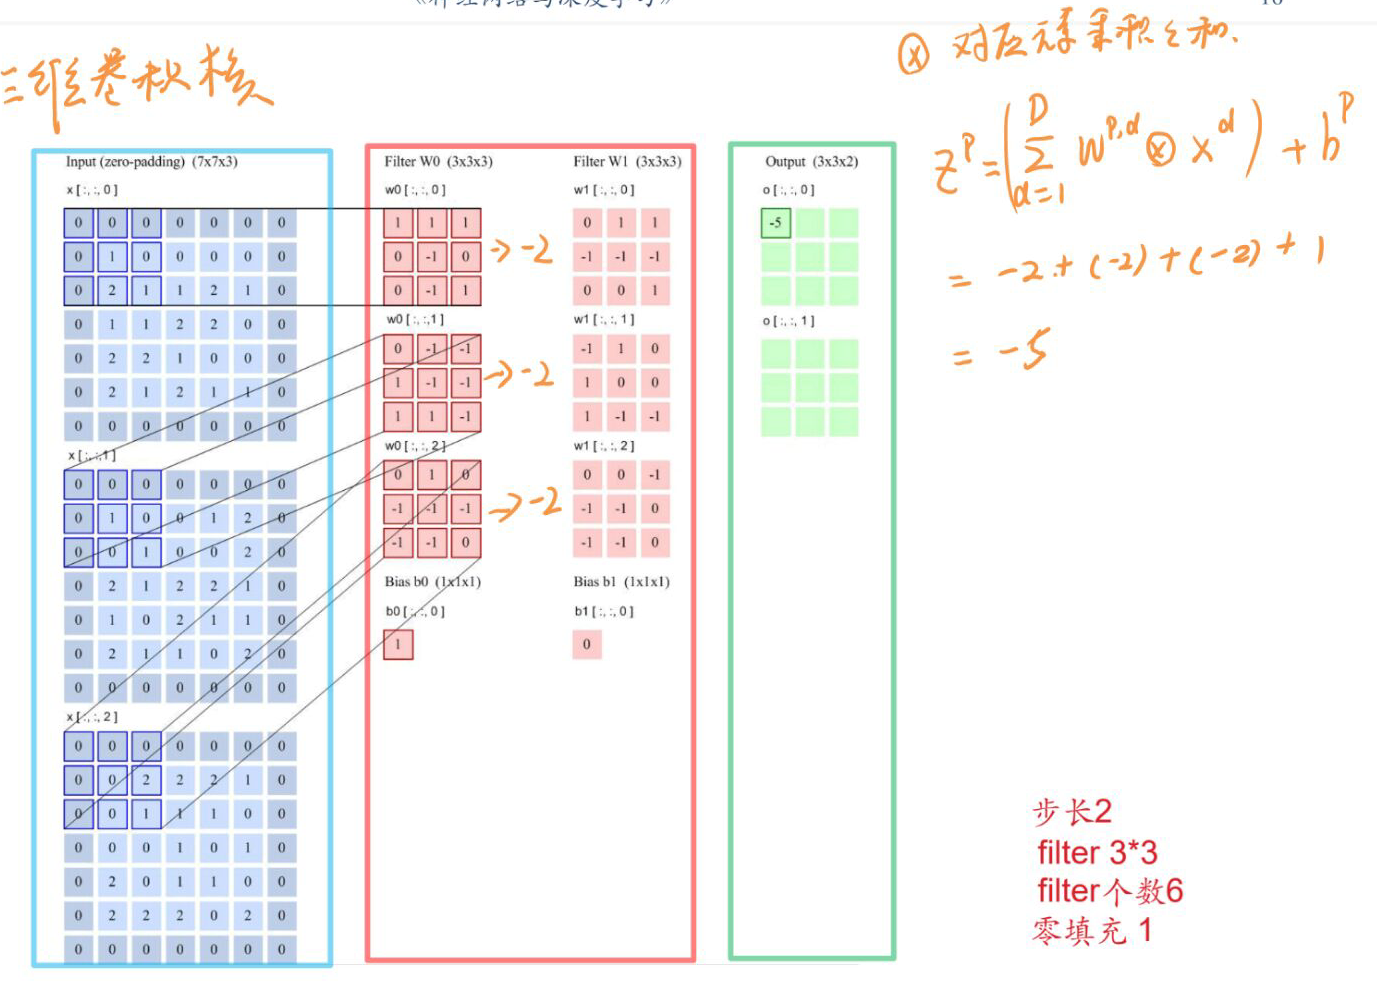 《神经网络与深度学习》
三维卷积核
⊗ 对应元素乘积之和.
Z^P = (∑_{d=1}^{D} W^{P,d} ⊗ X^d) + b^P
= -2 + (-2) + (-2) + 1
= -5
Input (zero-padding) (7x7x3)
x [ :, :, 0 ]
0 0 0 0 0 0 0
0 1 0 0 0 0 0
0 2 1 1 2 1 0
0 1 1 2 2 0 0
0 2 2 1 0 0 0
0 2 1 2 1 1 0
0 0 0 0 0 0 0
x [ :, :,1 ]
0 0 0 0 0 0 0
0 1 0 0 1 2 0
0 0 1 0 0 2 0
0 2 1 2 2 1 0
0 1 0 2 1 1 0
0 2 1 1 0 2 0
0 0 0 0 0 0 0
x [ :, :, 2 ]
0 0 0 0 0 0 0
0 0 2 2 2 1 0
0 0 1 1 1 0 0
0 0 0 1 0 1 0
0 2 0 1 1 0 0
0 2 2 2 0 2 0
0 0 0 0 0 0 0
Filter W0 (3x3x3)
w0 [ :, :, 0 ]
1 1 1
0 -1 0 → -2
0 -1 1
w0 [ :, :,1 ]
0 -1 -1
1 -1 -1 → -2
1 1 -1
w0 [ :, :, 2 ]
0 1 0
-1 -1 -1 → -2
-1 -1 0
Bias b0 (1x1x1)
b0 [ :, :, 0 ]
1
Filter W1 (3x3x3)
w1 [ :, :, 0 ]
0 1 1
-1 -1 -1
0 0 1
w1 [ :, :, 1 ]
-1 1 0
1 0 0
1 -1 -1
w1 [ :, :, 2 ]
0 0 -1
-1 -1 0
-1 -1 0
Bias b1 (1x1x1)
b1 [ :, :, 0 ]
0
Output (3x3x2)
o [ :, :, 0 ]
-5
o [ :, :, 1 ]
步长2
filter 3*3
filter个数6
零填充 1